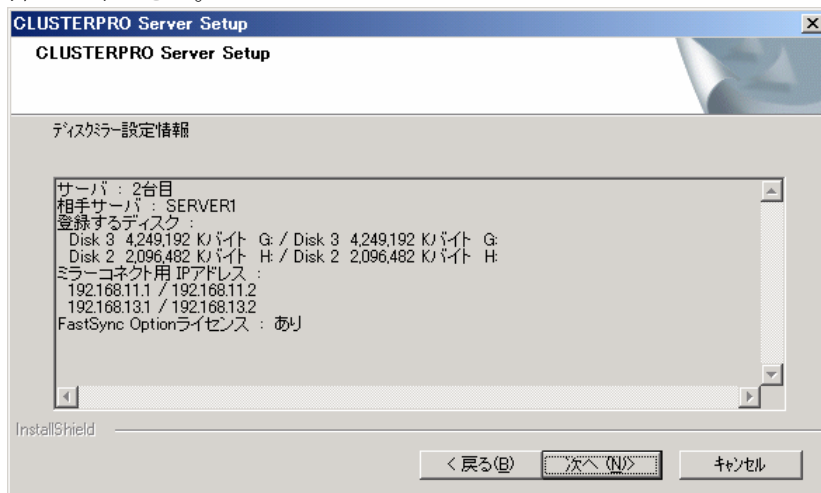 CLUSTERPRO Server Setup
CLUSTERPRO Server Setup
ディスクミラー設定情報
サーバ : 2台目
相手サーバ : SERVER1
登録するディスク :
Disk 3 4,249,192 Kバイト G: / Disk 3 4,249,192 Kバイト G:
Disk 2 2,096,482 Kバイト H: / Disk 2 2,096,482 Kバイト H:
ミラーコネクト用 IPアドレス :
192.168.11.1 / 192.168.11.2
192.168.13.1 / 192.168.13.2
FastSync Optionライセンス : あり
InstallShield
< 戻る(B) 次へ (N)> キャンセル